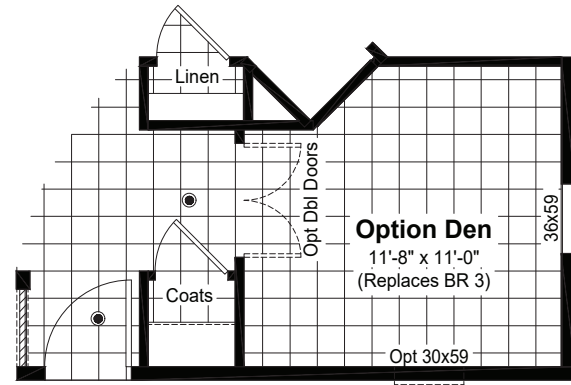 Linen
Opt Dbl Doors
Option Den
11'-8" x 11'-0"
(Replaces BR 3)
36x59
Coats
Opt 30x59